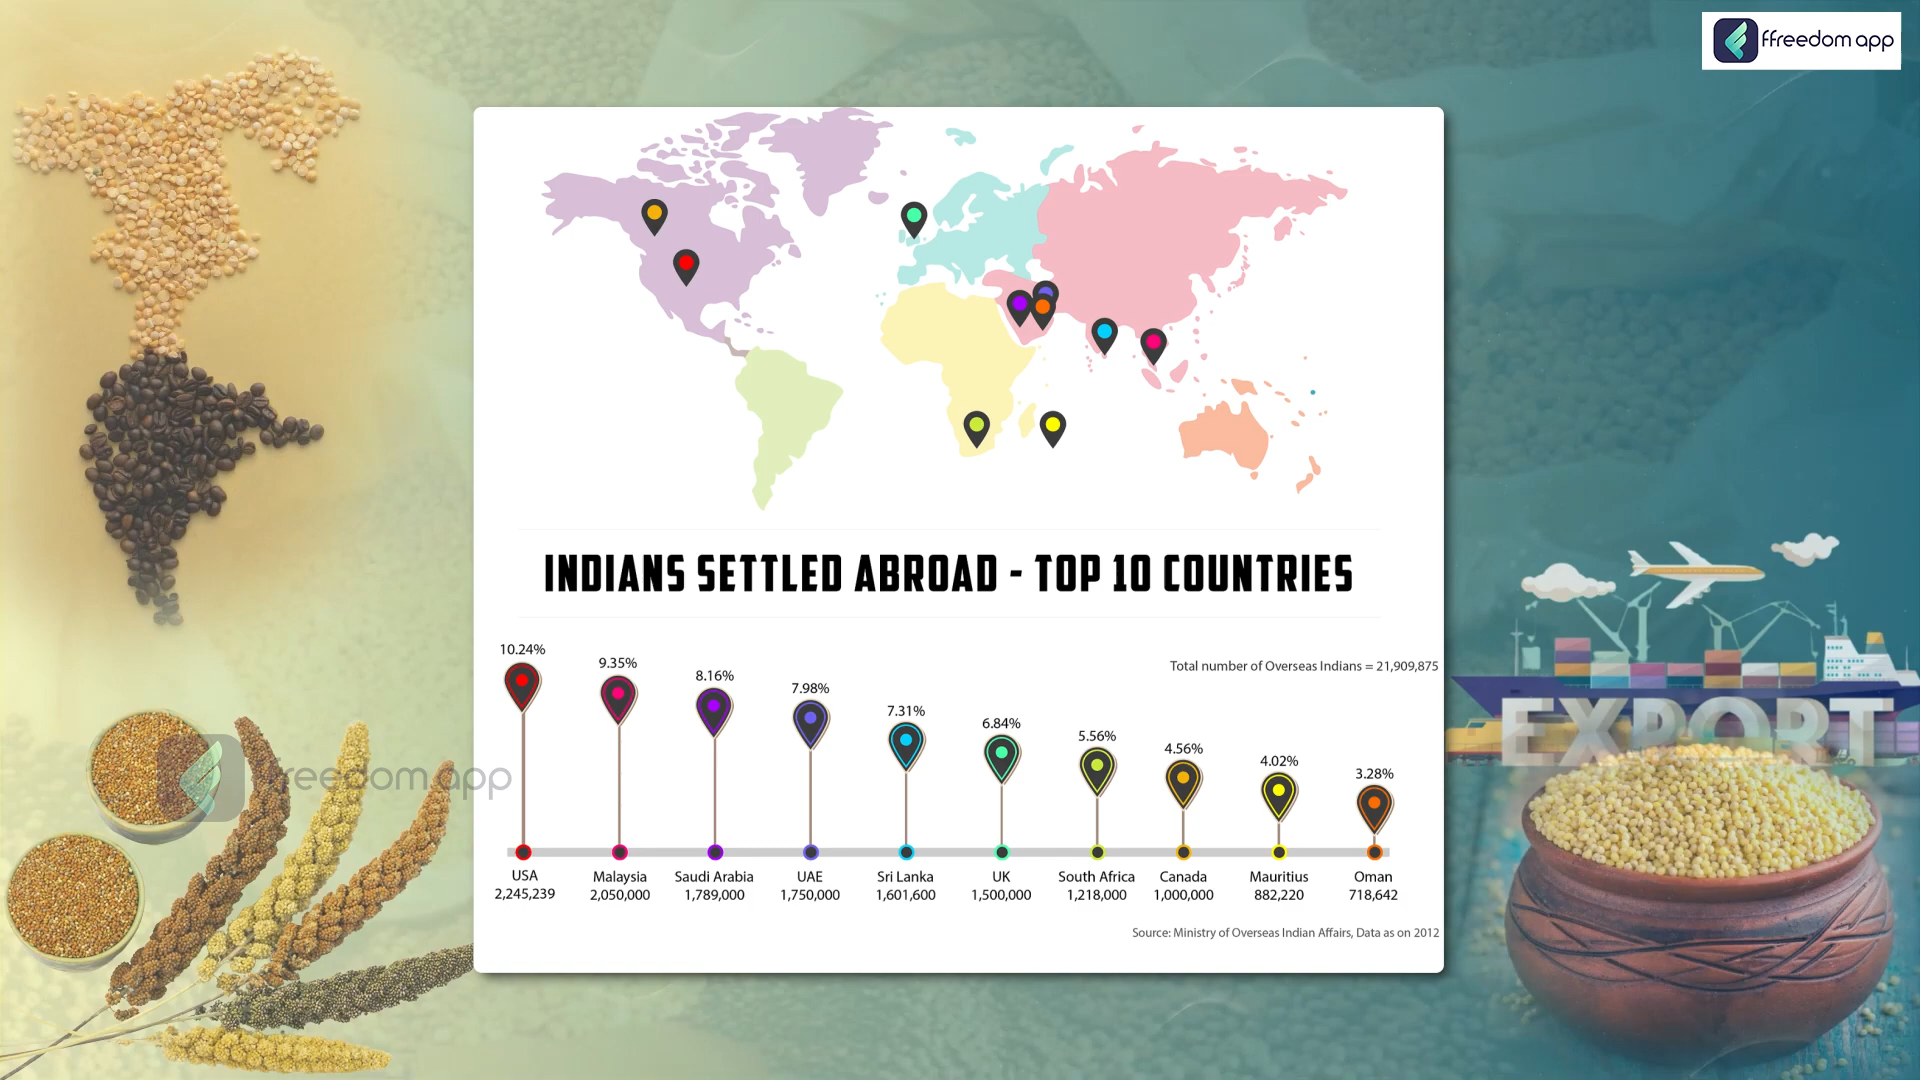 ffreedom app
INDIANS SETTLED ABROAD - TOP 10 COUNTRIES
Total number of Overseas Indians = 21,909,875
10.24%
9.35%
8.16%
7.98%
7.31%
6.84%
5.56%
4.56%
4.02%
3.28%
USA
2,245,239
Malaysia
2,050,000
Saudi Arabia
1,789,000
UAE
1,750,000
Sri Lanka
1,601,600
UK
1,500,000
South Africa
1,218,000
Canada
1,000,000
Mauritius
882,220
Oman
718,642
Source: Ministry of Overseas Indian Affairs, Data as on 2012
EXPORT
ffreedom.app